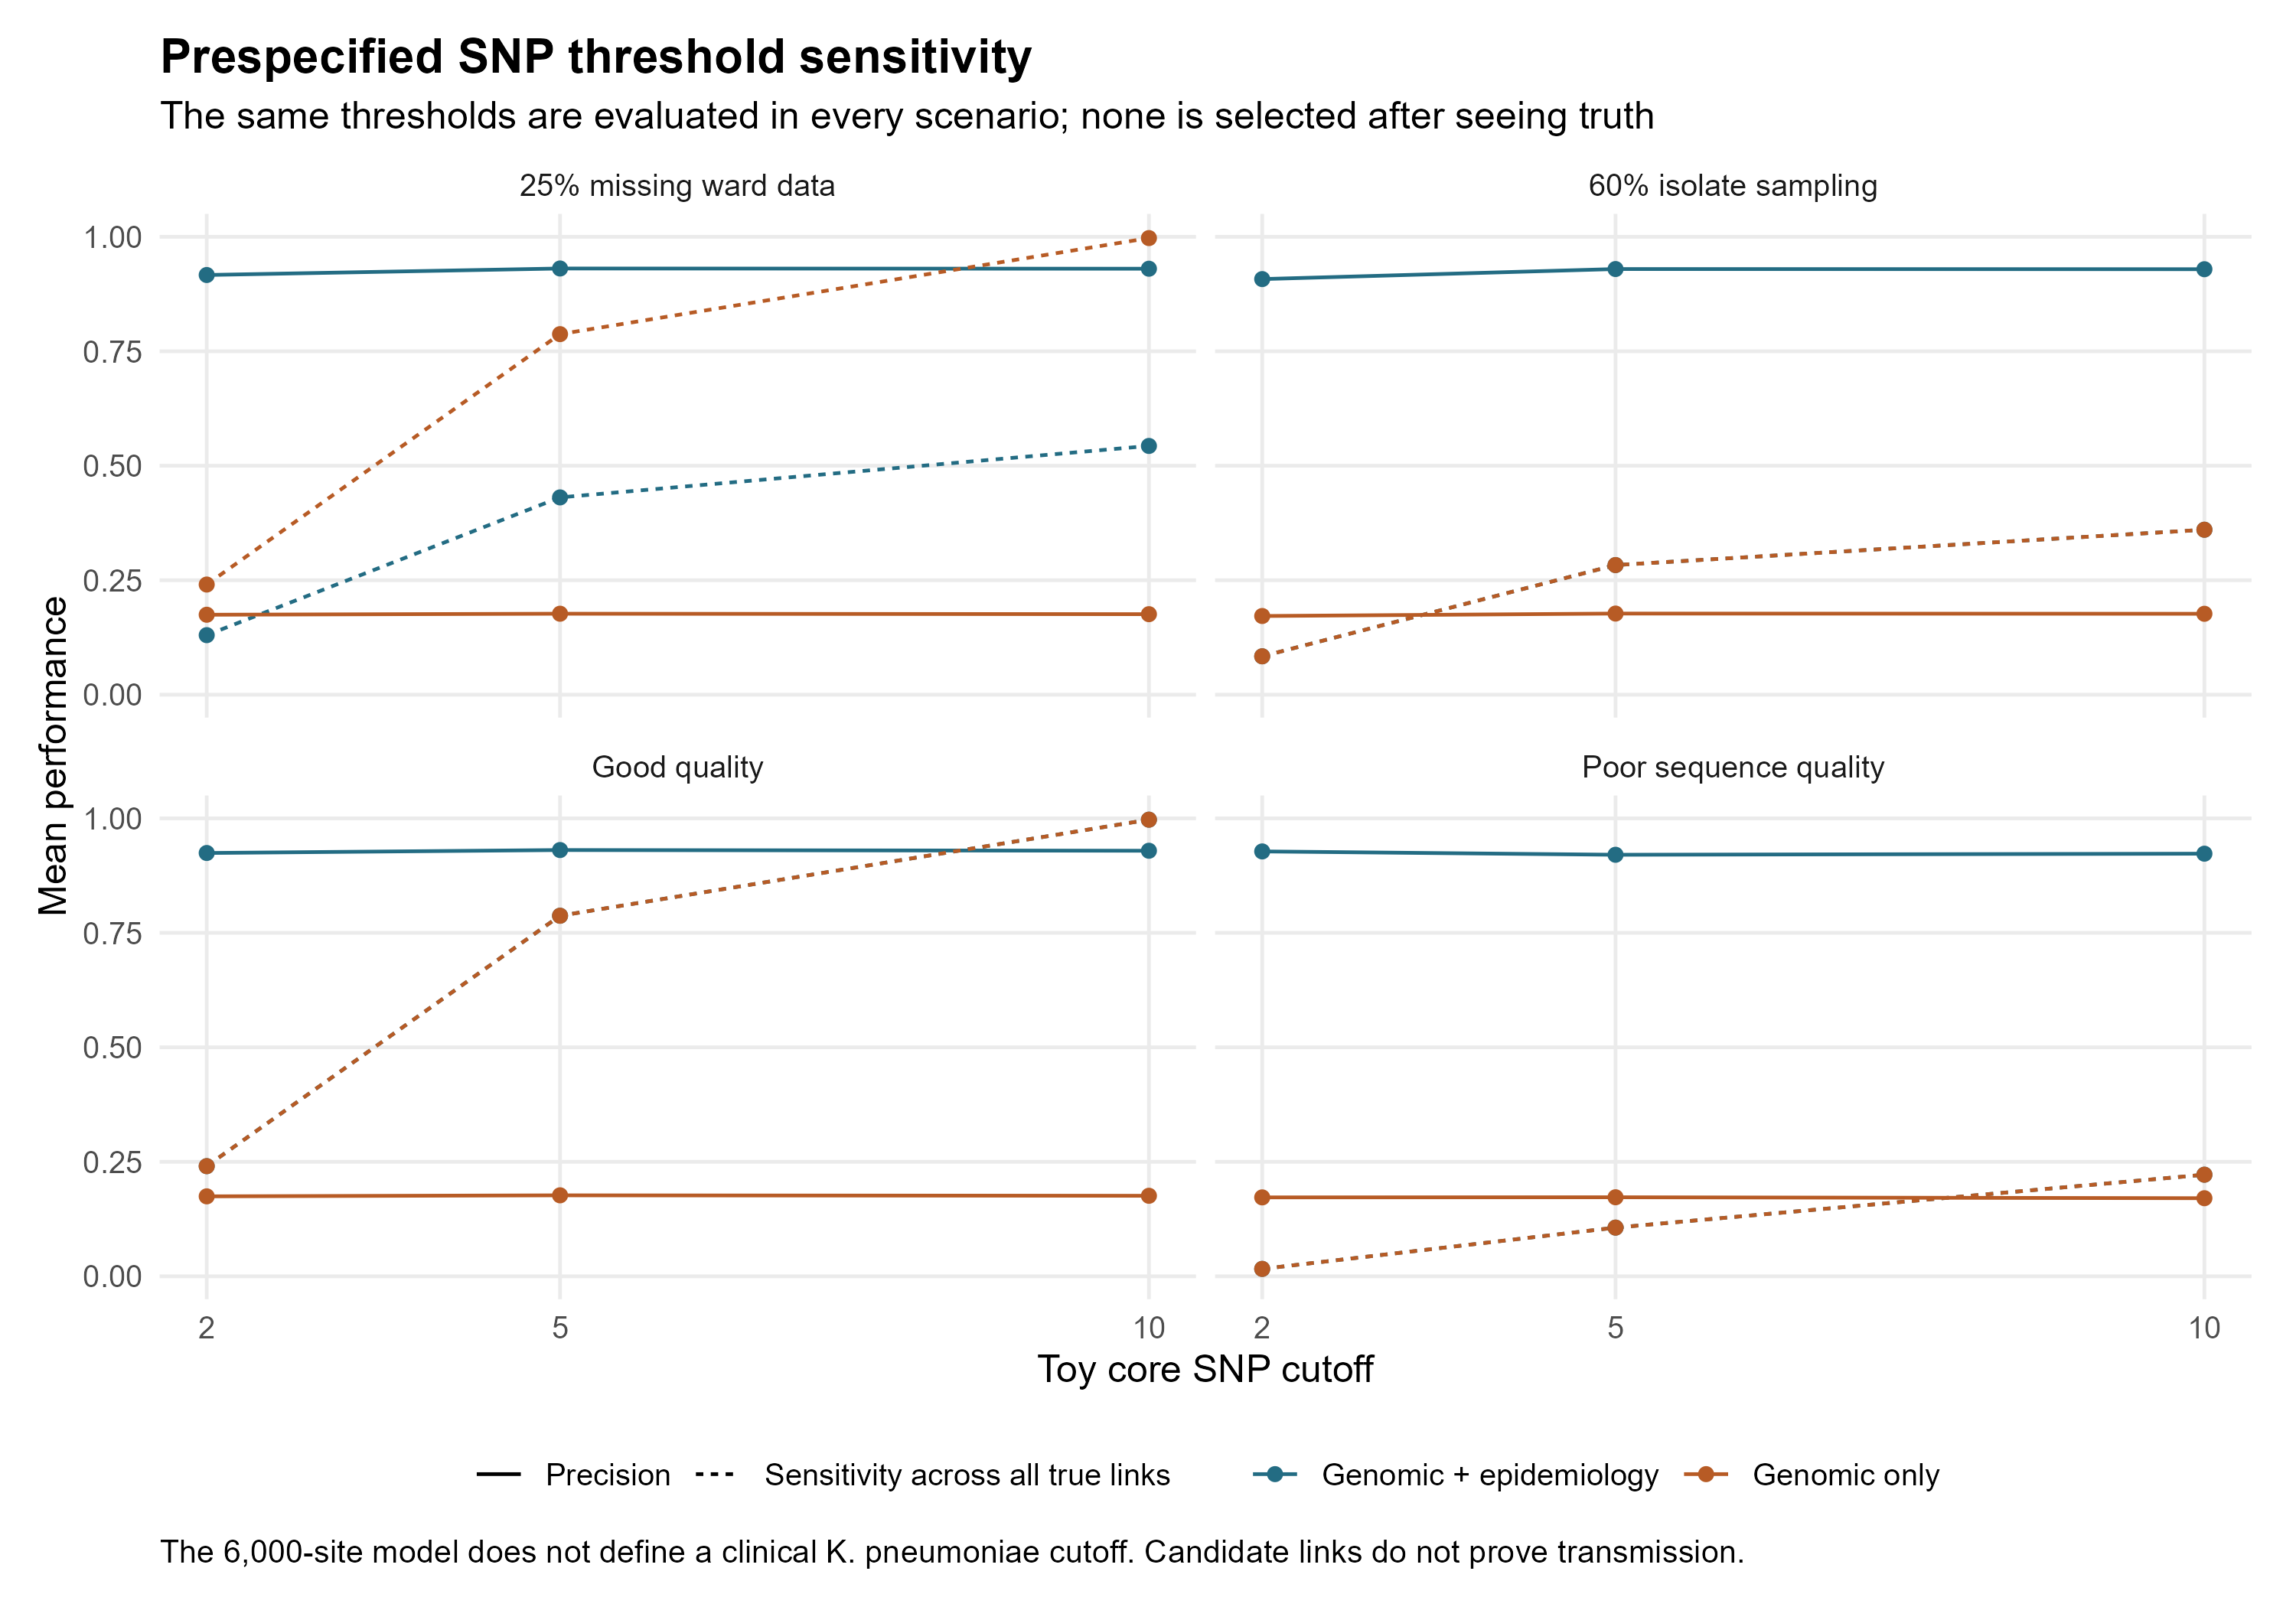 Prespecified SNP threshold sensitivity
The same thresholds are evaluated in every scenario; none is selected after seeing truth
25% missing ward data
60% isolate sampling
1.00
0.75
0.50
0.25
0.00
Good quality
Poor sequence quality
1.00
0.75
0.50
0.25
0.00
Mean performance
2 5 10 2 5 10
Toy core SNP cutoff
Precision Sensitivity across all true links Genomic + epidemiology Genomic only
The 6,000-site model does not define a clinical K. pneumoniae cutoff. Candidate links do not prove transmission.